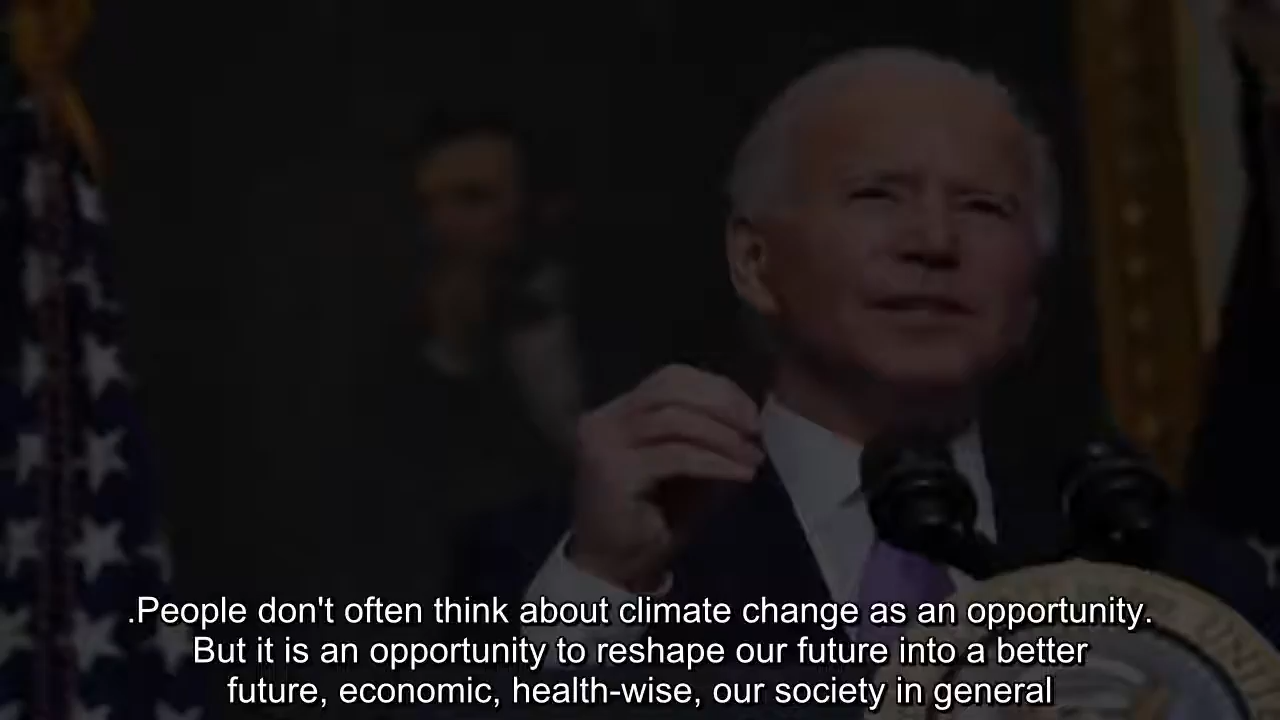 .People don't often think about climate change as an opportunity.
But it is an opportunity to reshape our future into a better
future, economic, health-wise, our society in general